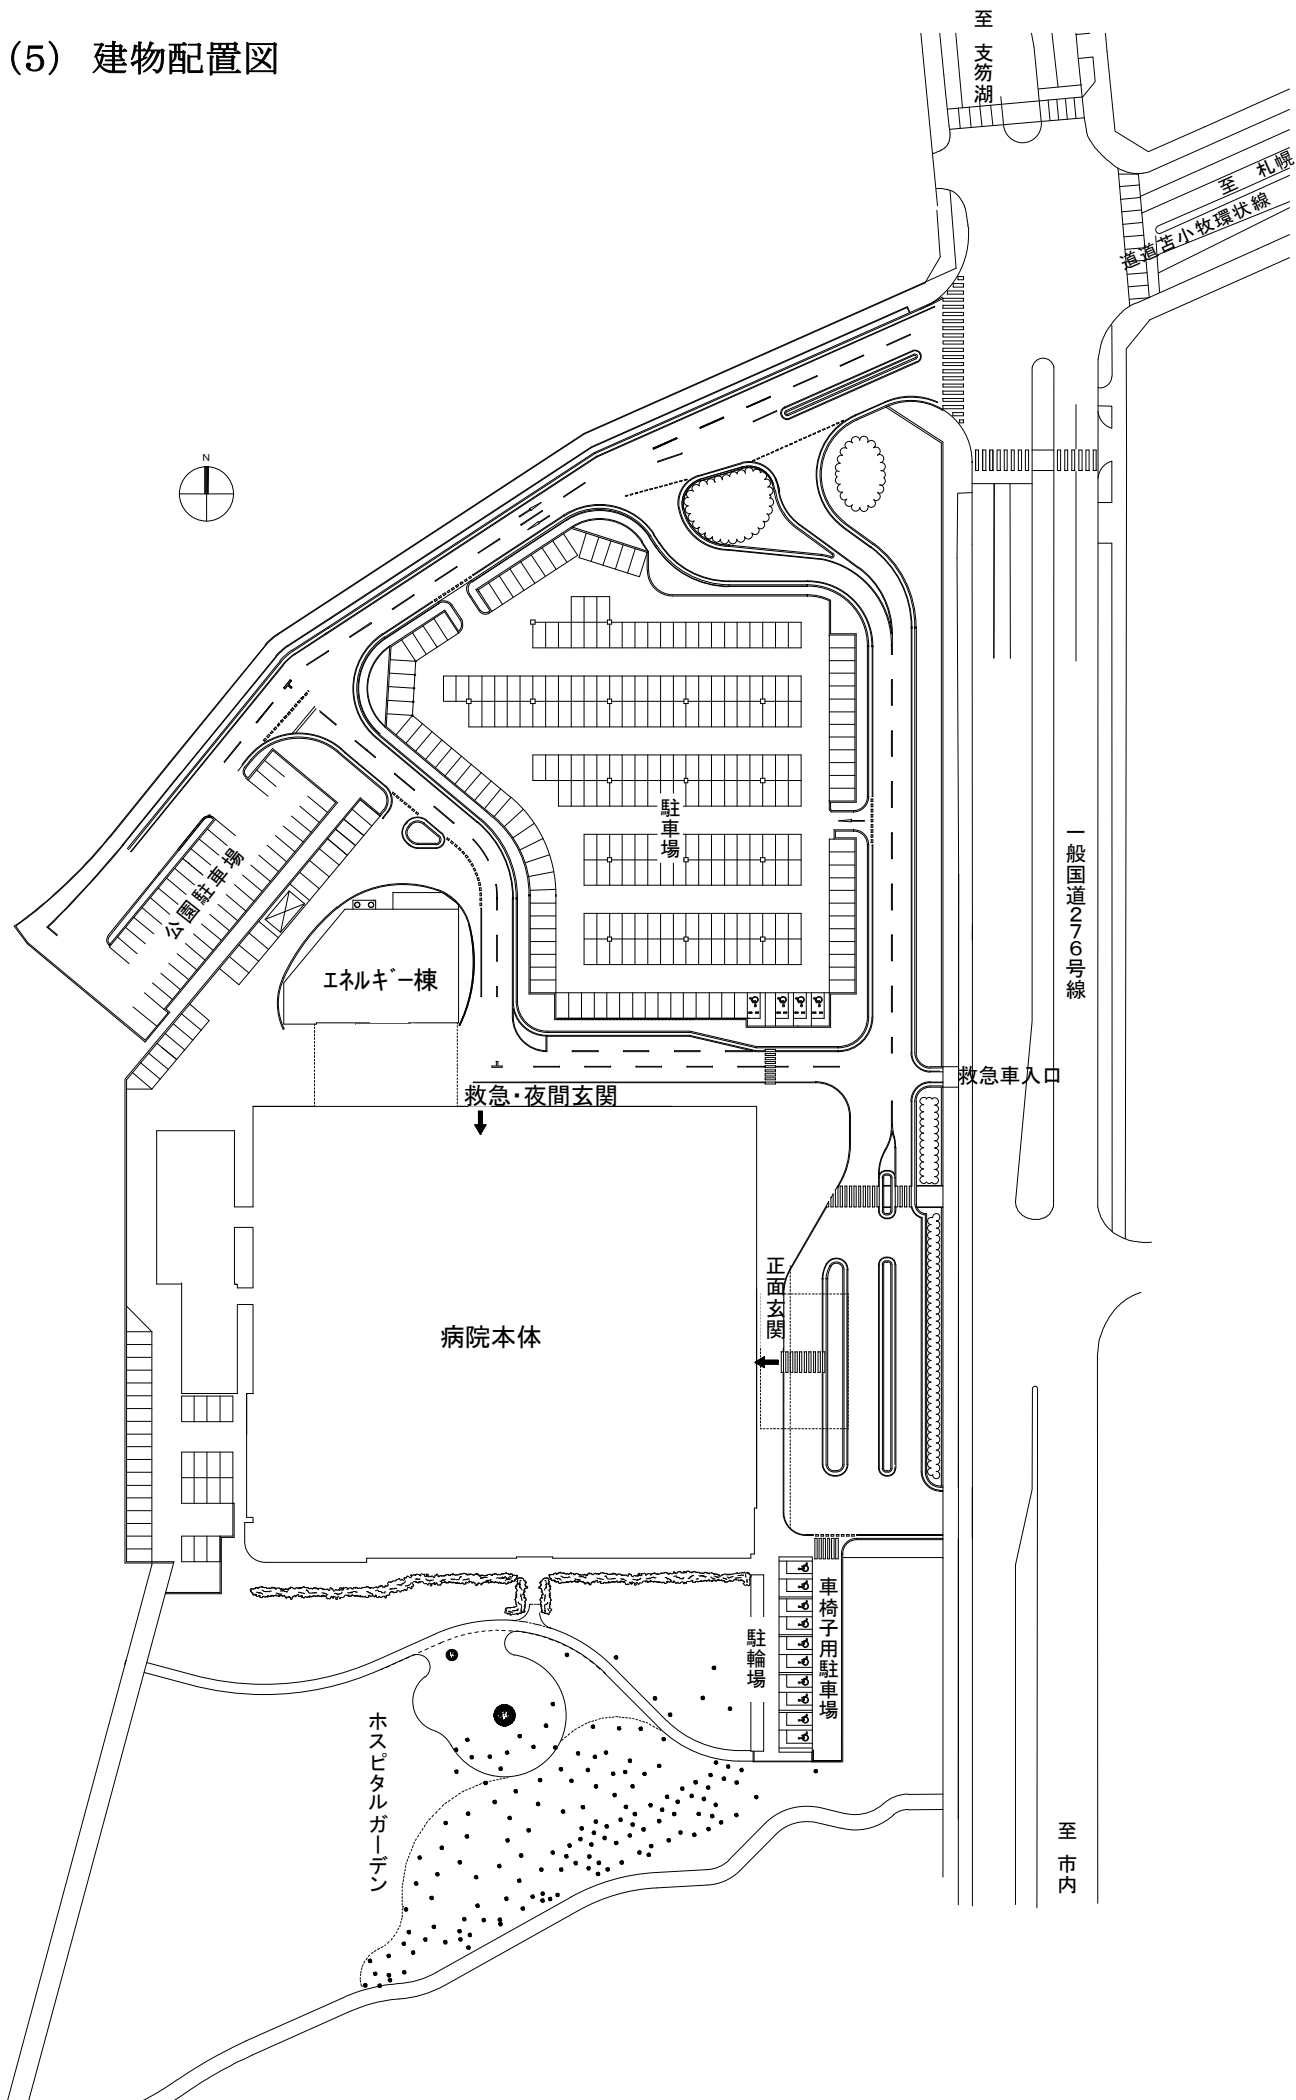 (5) 建物配置図
至 支笏湖
至 札幌
道道苫小牧環状線
N
駐車場
公園駐車場
一般国道276号線
エネルギー棟
救急車入口
救急・夜間玄関
正面玄関
病院本体
車椅子用駐車場
駐輪場
ホスピタルガーデン
至 市内